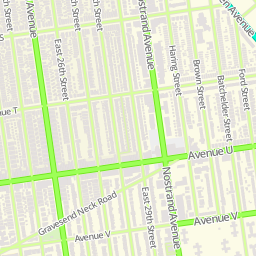 S
Avenue
East 26th Street
Nostrand Avenue
Haring Street
Brown Street
Batchelder Street
Ford Street
Avenue
nue T
Avenue U
Gravesend Neck Road
East 29th Street
Nostrand Avenue
Avenue V
Avenue V